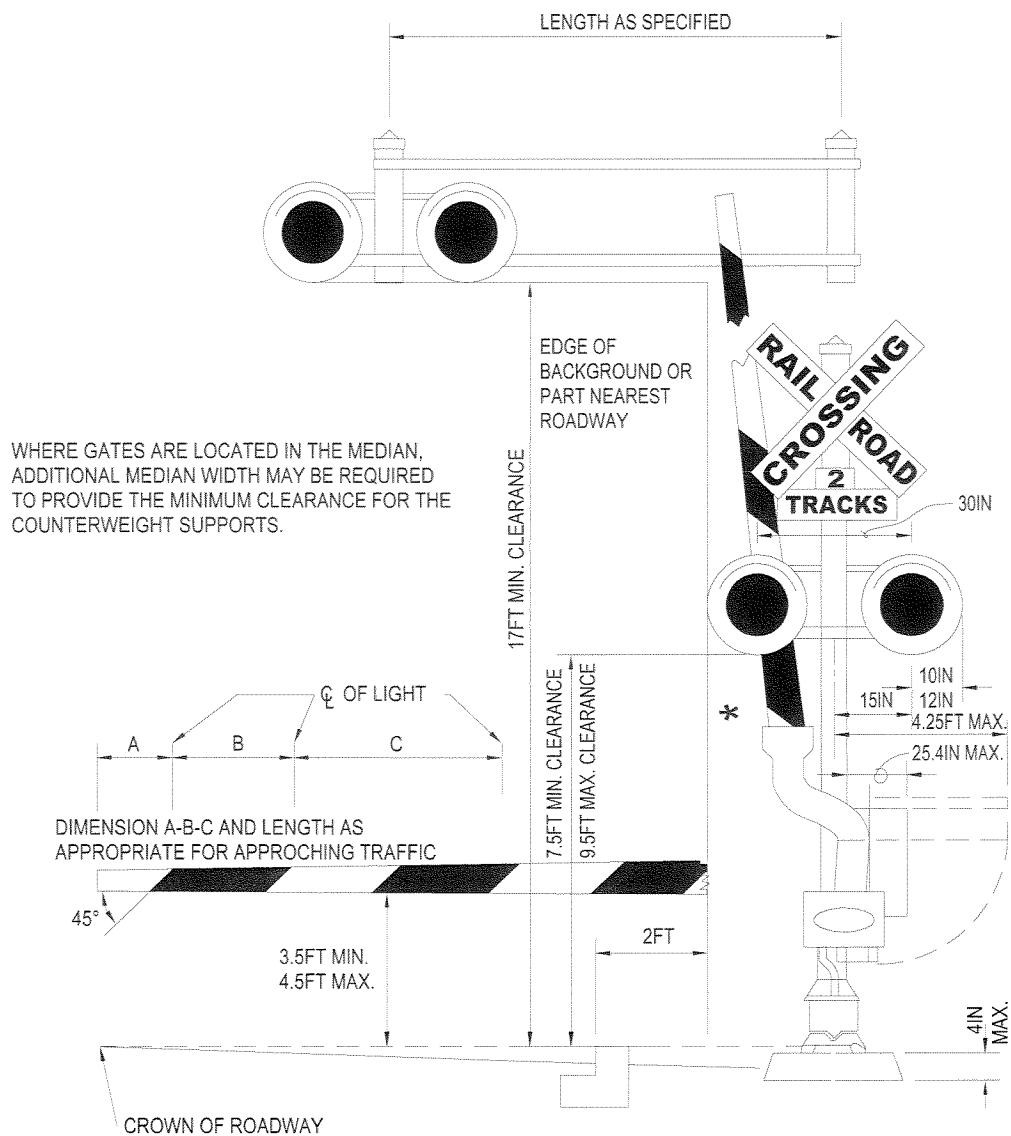 LENGTH AS SPECIFIED
EDGE OF
BACKGROUND OR
PART NEAREST
ROADWAY
WHERE GATES ARE LOCATED IN THE MEDIAN,
ADDITIONAL MEDIAN WIDTH MAY BE REQUIRED
TO PROVIDE THE MINIMUM CLEARANCE FOR THE
COUNTERWEIGHT SUPPORTS.
17FT MIN. CLEARANCE
RAIL ROAD
CROSSING
2
TRACKS
30IN
7.5FT MIN. CLEARANCE
9.5FT MAX. CLEARANCE
*
10IN
15IN
12IN
4.25FT MAX.
25.4IN MAX.
℄ OF LIGHT
A
B
C
DIMENSION A-B-C AND LENGTH AS
APPROPRIATE FOR APPROCHING TRAFFIC
45°
3.5FT MIN.
4.5FT MAX.
2FT
4IN
MAX.
CROWN OF ROADWAY